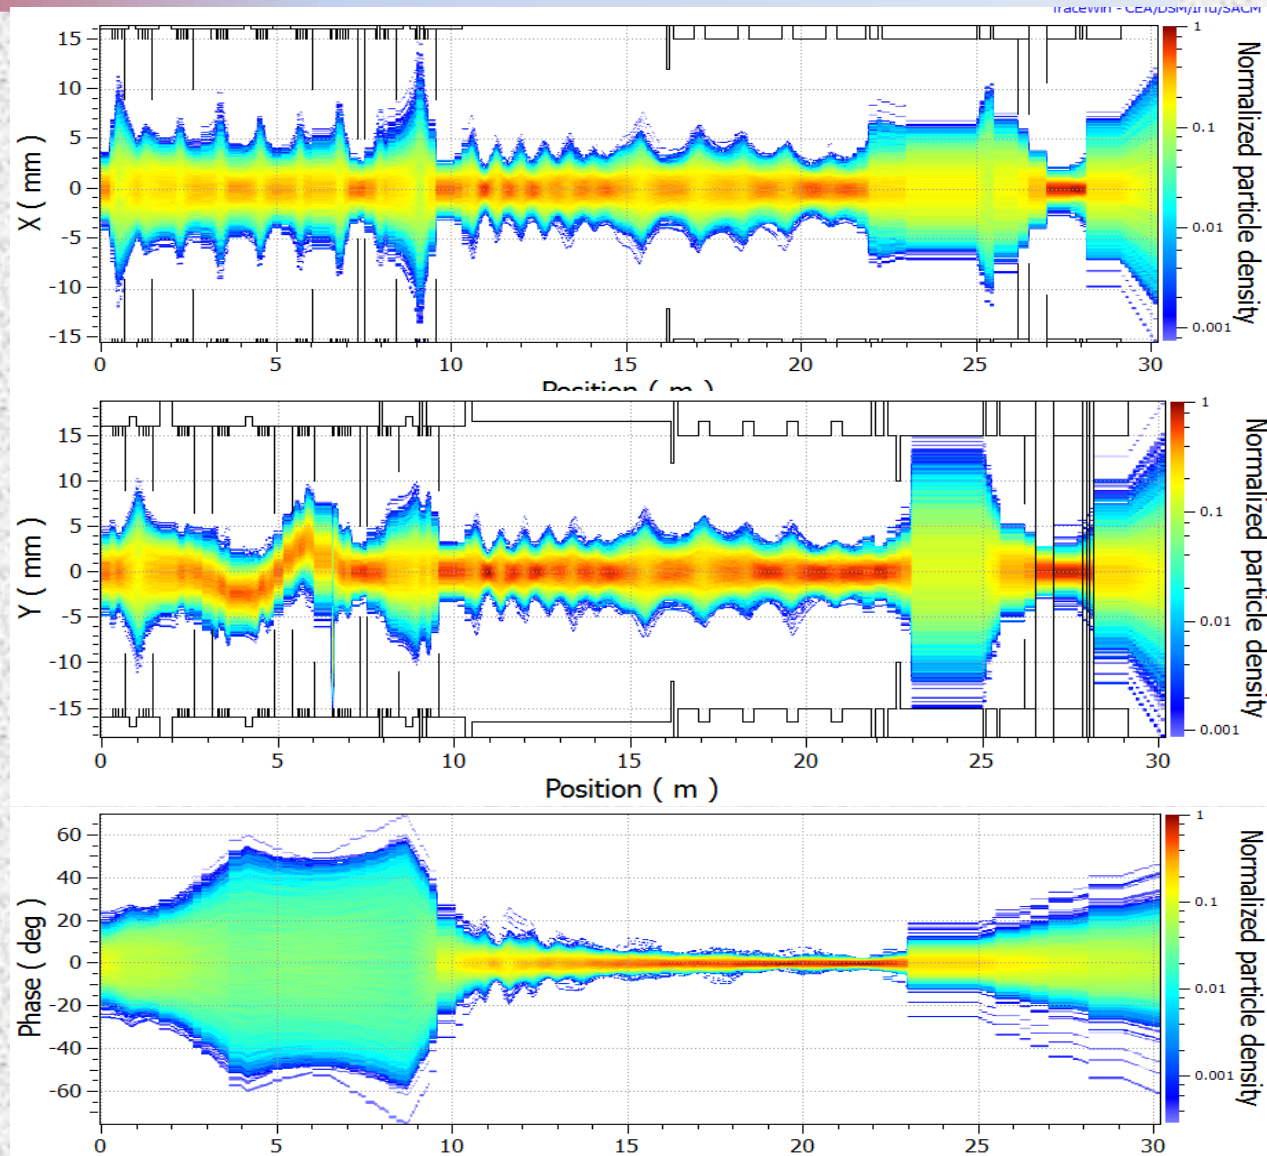 TraceWin - CEA/DSM/Irfu/SACM
X ( mm )
15
10
5
0
-5
-10
-15
0 5 10 15 20 25 30
Position ( m )
1
0.1
0.01
0.001
Normalized particle density
Y ( mm )
15
10
5
0
-5
-10
-15
0 5 10 15 20 25 30
Position ( m )
1
0.1
0.01
0.001
Normalized particle density
Phase ( deg )
60
40
20
0
-20
-40
-60
0 5 10 15 20 25 30
1
0.1
0.01
0.001
Normalized particle density